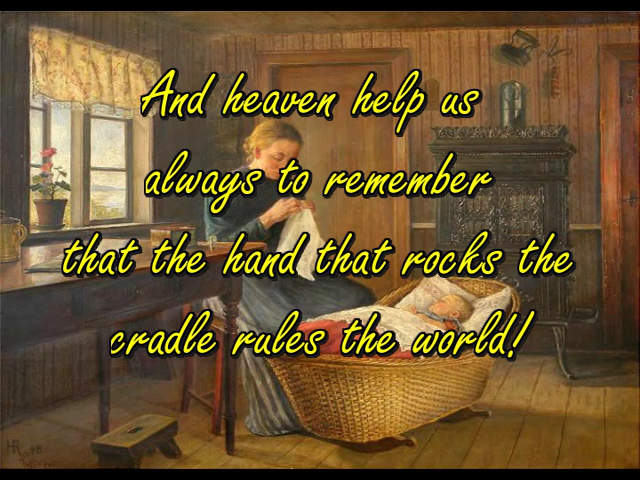 And heaven help us
always to remember
that the hand that rocks the
cradle rules the world!